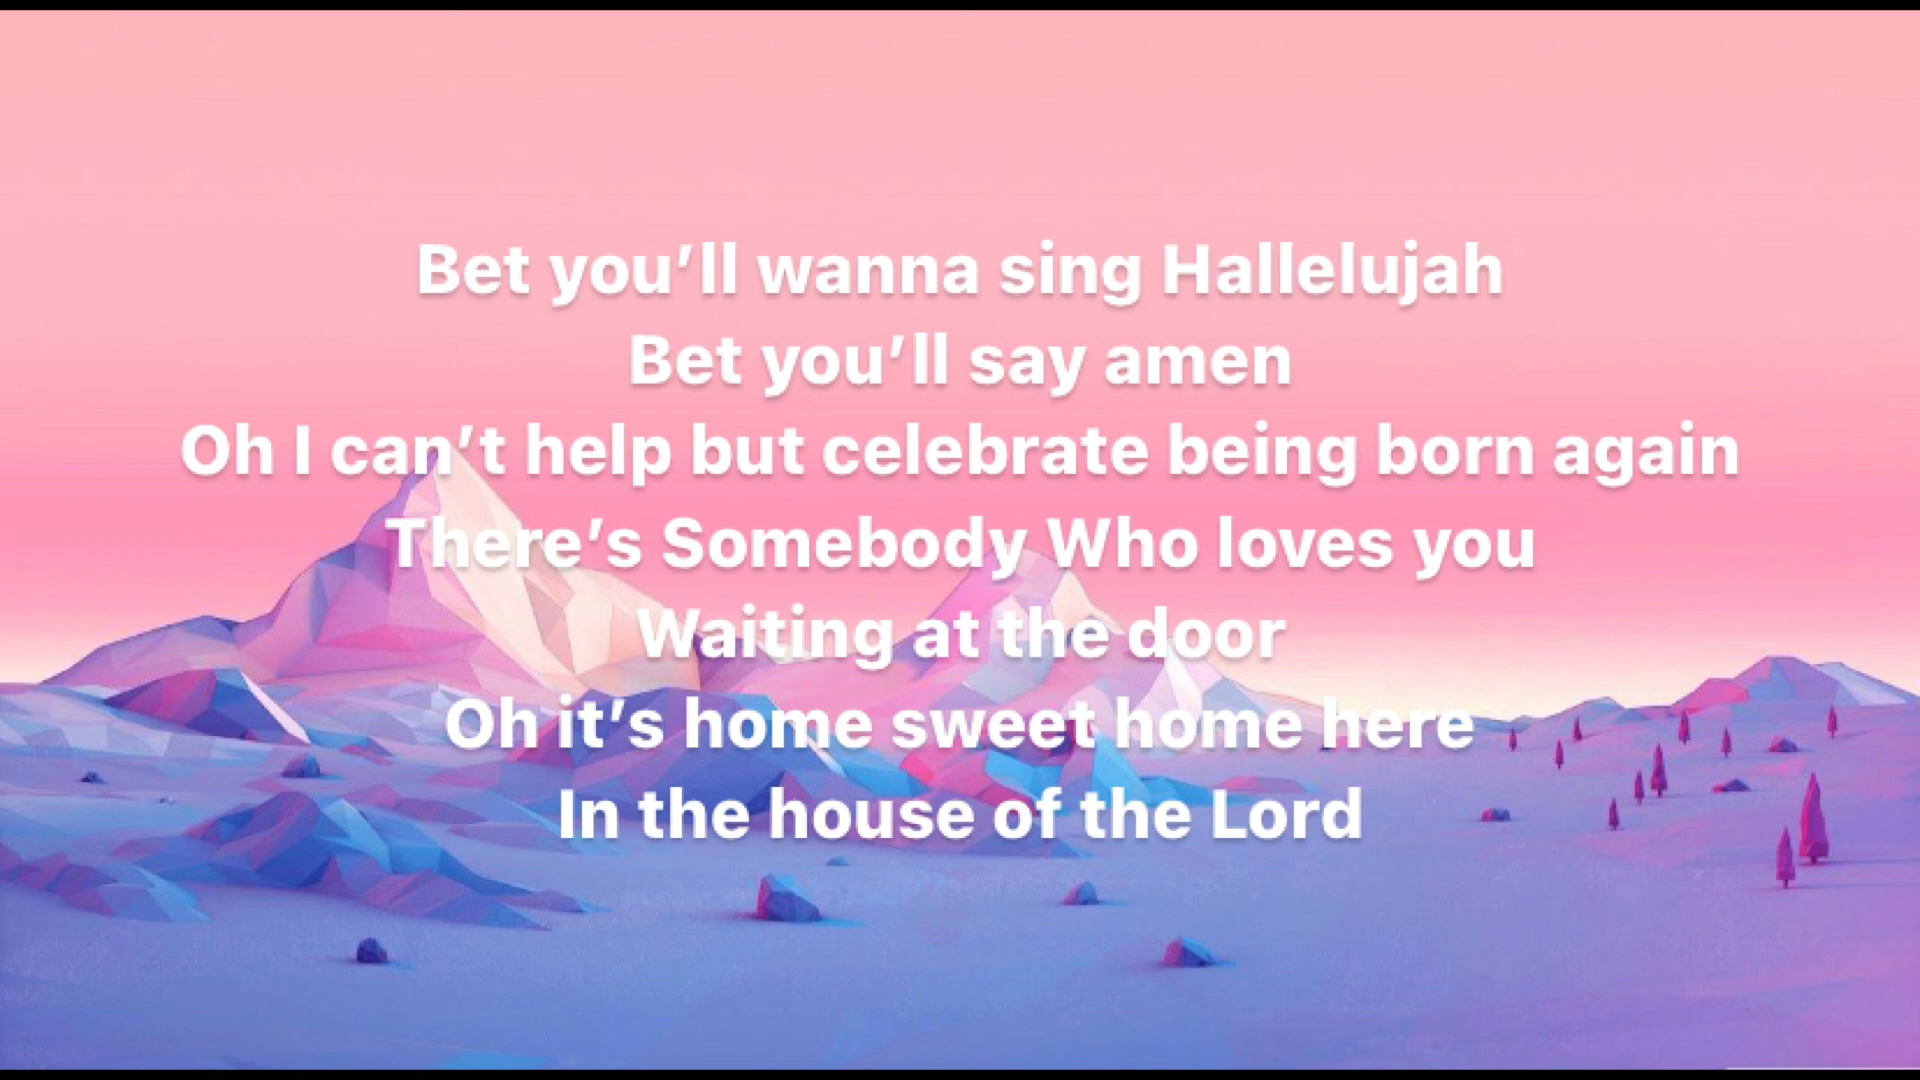 Bet you’ll wanna sing Hallelujah
Bet you’ll say amen
Oh I can’t help but celebrate being born again
There’s Somebody Who loves you
Waiting at the door
Oh it’s home sweet home here
In the house of the Lord